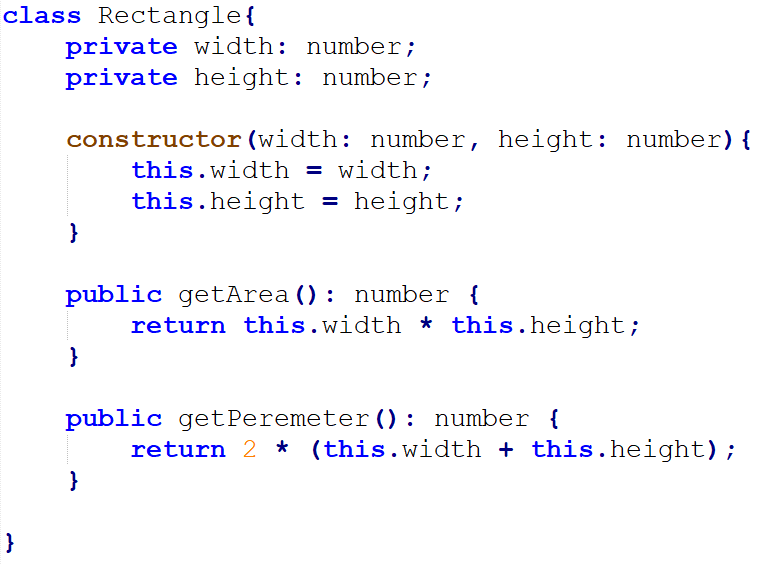 class Rectangle{
    private width: number;
    private height: number;

    constructor(width: number, height: number){
        this.width = width;
        this.height = height;
    }

    public getArea(): number {
        return this.width * this.height;
    }

    public getPeremeter(): number {
        return 2 * (this.width + this.height);
    }

}